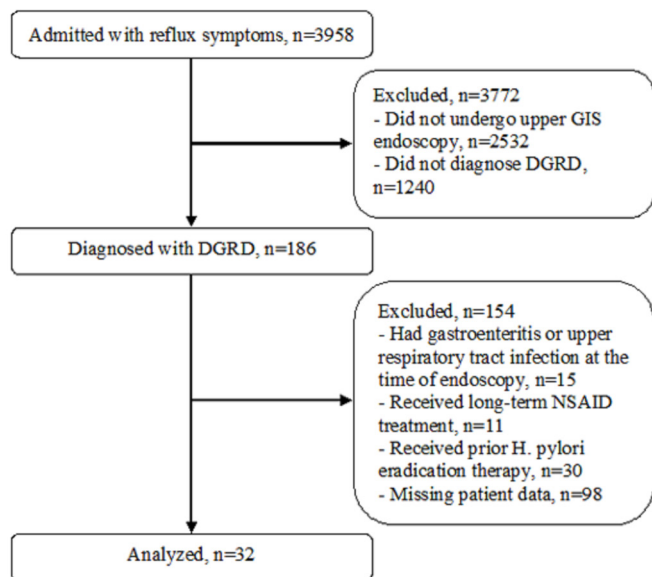 Admitted with reflux symptoms, n=3958
Excluded, n=3772
- Did not undergo upper GIS
endoscopy, n=2532
- Did not diagnose DGRD,
n=1240
Diagnosed with DGRD, n=186
Excluded, n=154
- Had gastroenteritis or upper
respiratory tract infection at the
time of endoscopy, n=15
- Received long-term NSAID
treatment, n=11
- Received prior H. pylori
eradication therapy, n=30
- Missing patient data, n=98
Analyzed, n=32